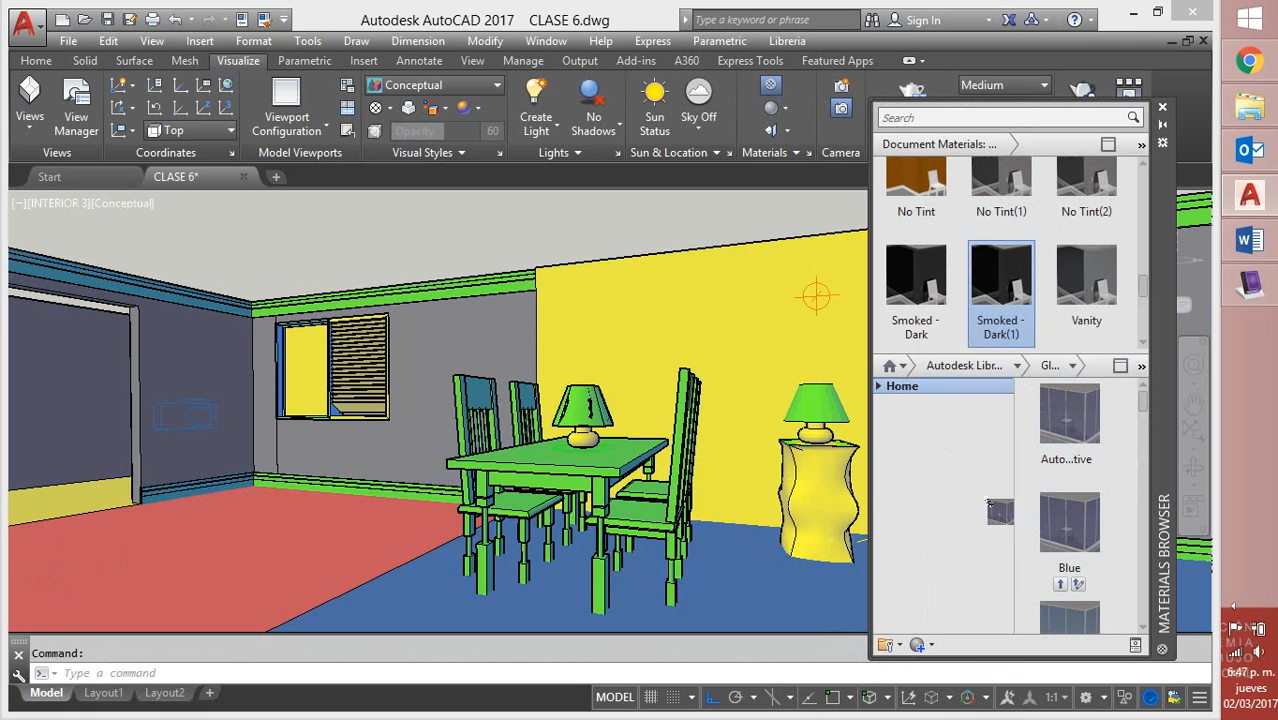 Autodesk AutoCAD 2017 CLASE 6.dwg
Type a keyword or phrase
Sign In
File Edit View Insert Format Tools Draw Dimension Modify Window Help Express Parametric Libreria
Home Solid Surface Mesh Visualize Parametric Insert Annotate View Manage Output Add-ins A360 Express Tools Featured Apps
Views
View Manager
Top
Viewport Configuration
Conceptual
Opacity 60
Create Light
No Shadows
Sun Status
Sky Off
Medium
Views Coordinates Model Viewports Visual Styles Lights Sun & Location Materials Camera
Start
CLASE 6*
[−][INTERIOR 3][Conceptual]
Search
Document Materials: ...
No Tint No Tint(1) No Tint(2)
Smoked - Dark
Smoked - Dark(1)
Vanity
Autodesk Libr... Gl...
Home
Auto...tive
Blue
MATERIALS BROWSER
Command:
Type a command
Model Layout1 Layout2
MODEL
1:1
6:47 p. m.
jueves
02/03/2017